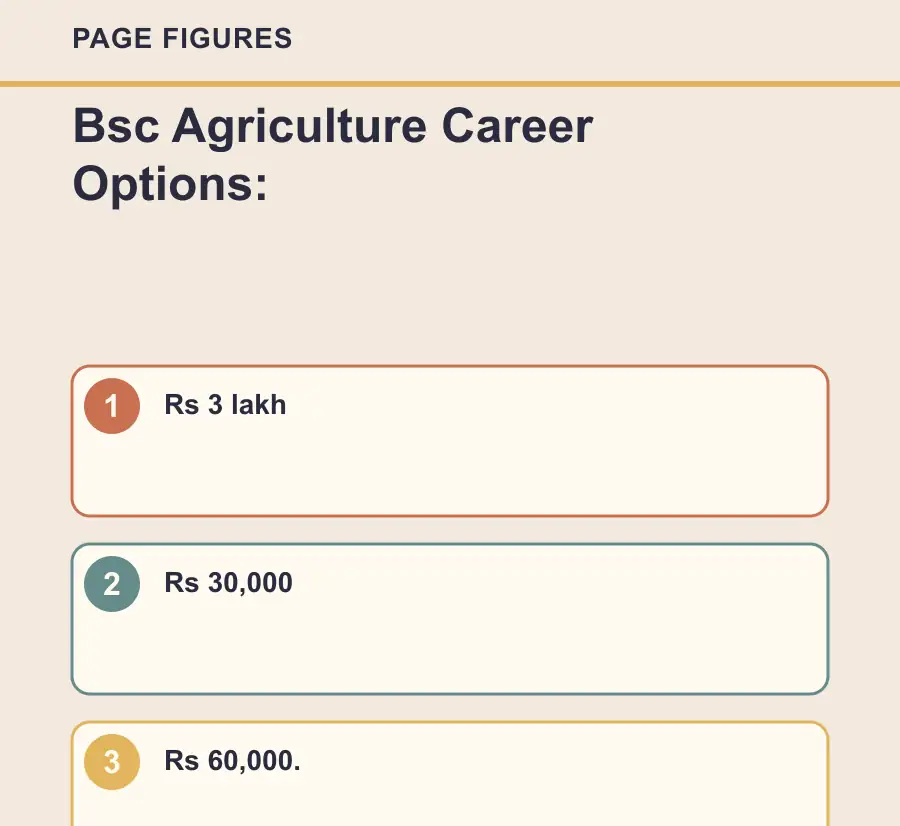 PAGE FIGURES
Bsc Agriculture Career
Options:
1 Rs 3 lakh
2 Rs 30,000
3 Rs 60,000.